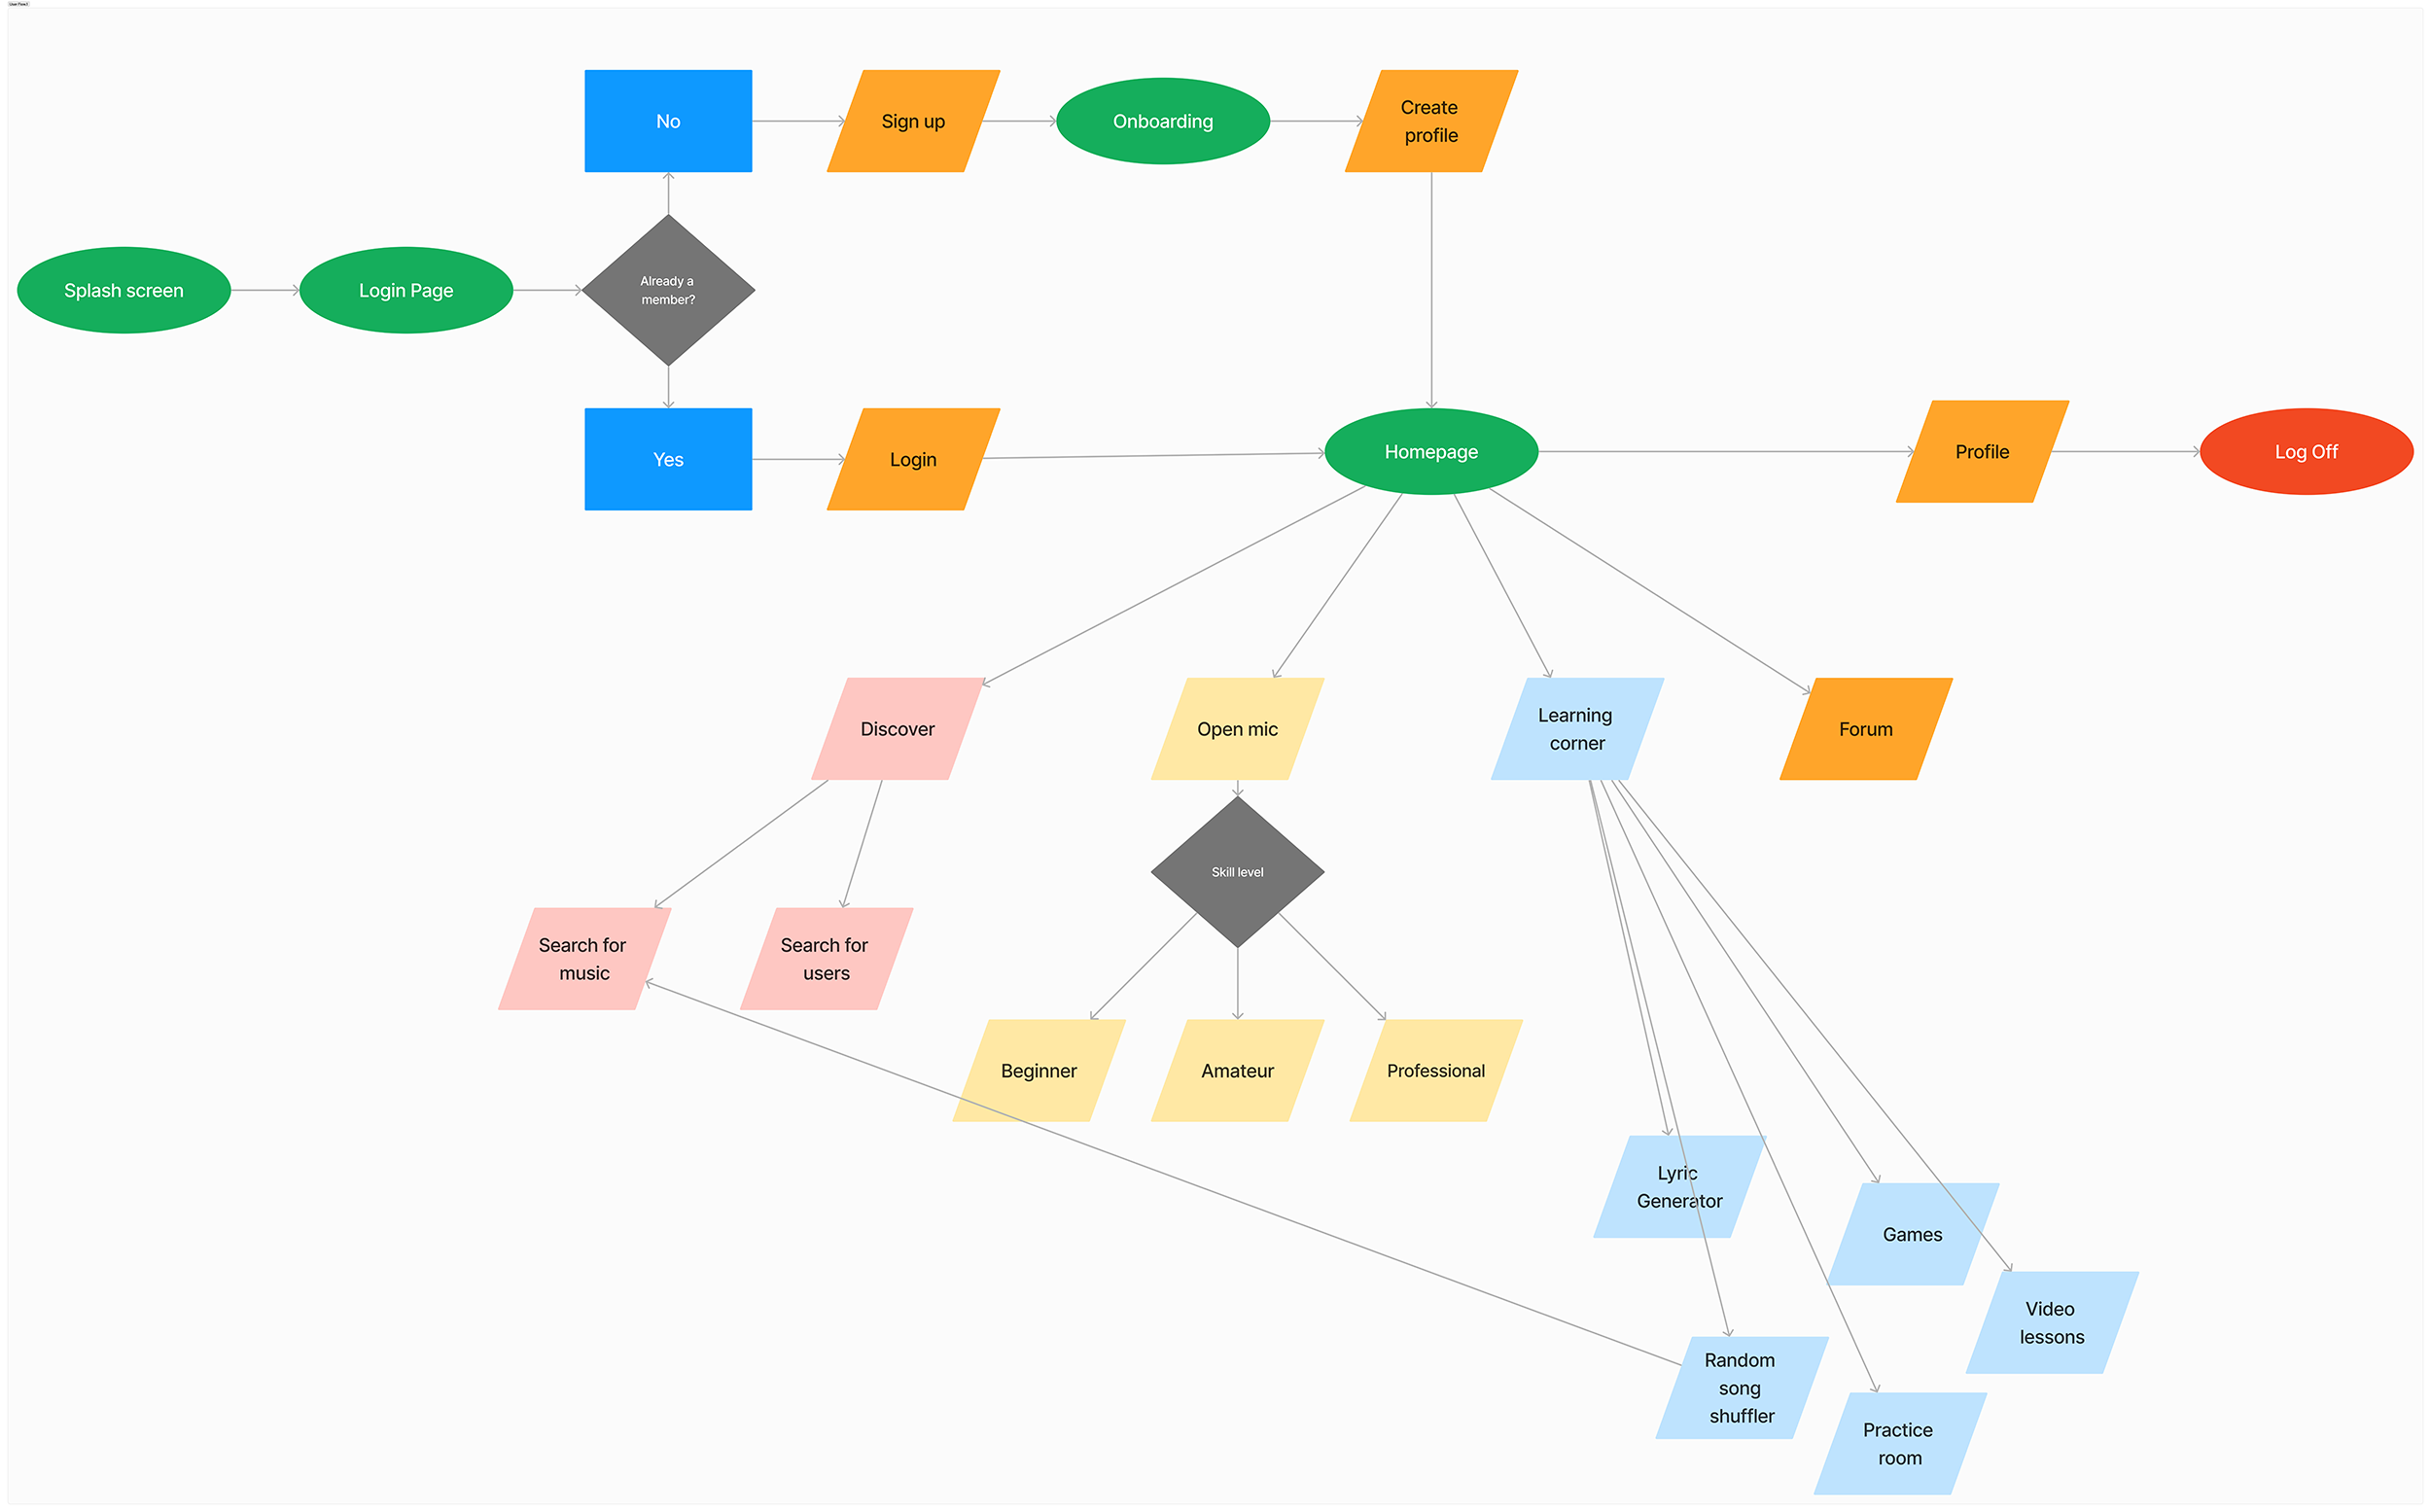 User Flow 2
No
Sign up
Onboarding
Create
profile
Splash screen
Login Page
Already a
member?
Yes
Login
Homepage
Profile
Log Off
Discover
Open mic
Learning
corner
Forum
Skill level
Search for
music
Search for
users
Beginner
Amateur
Professional
Lyric
Generator
Games
Video
lessons
Random
song
shuffler
Practice
room